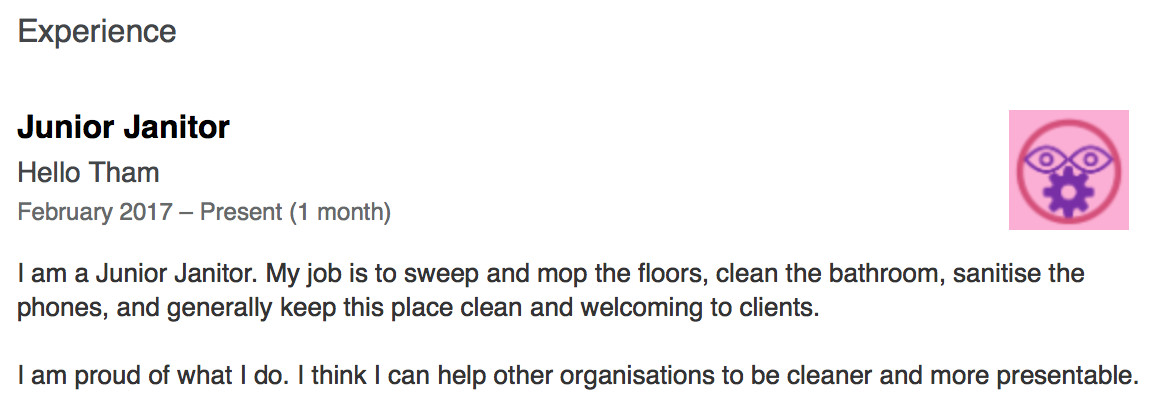 Experience
Junior Janitor
Hello Tham
February 2017 – Present (1 month)
I am a Junior Janitor. My job is to sweep and mop the floors, clean the bathroom, sanitise the
phones, and generally keep this place clean and welcoming to clients.
I am proud of what I do. I think I can help other organisations to be cleaner and more presentable.